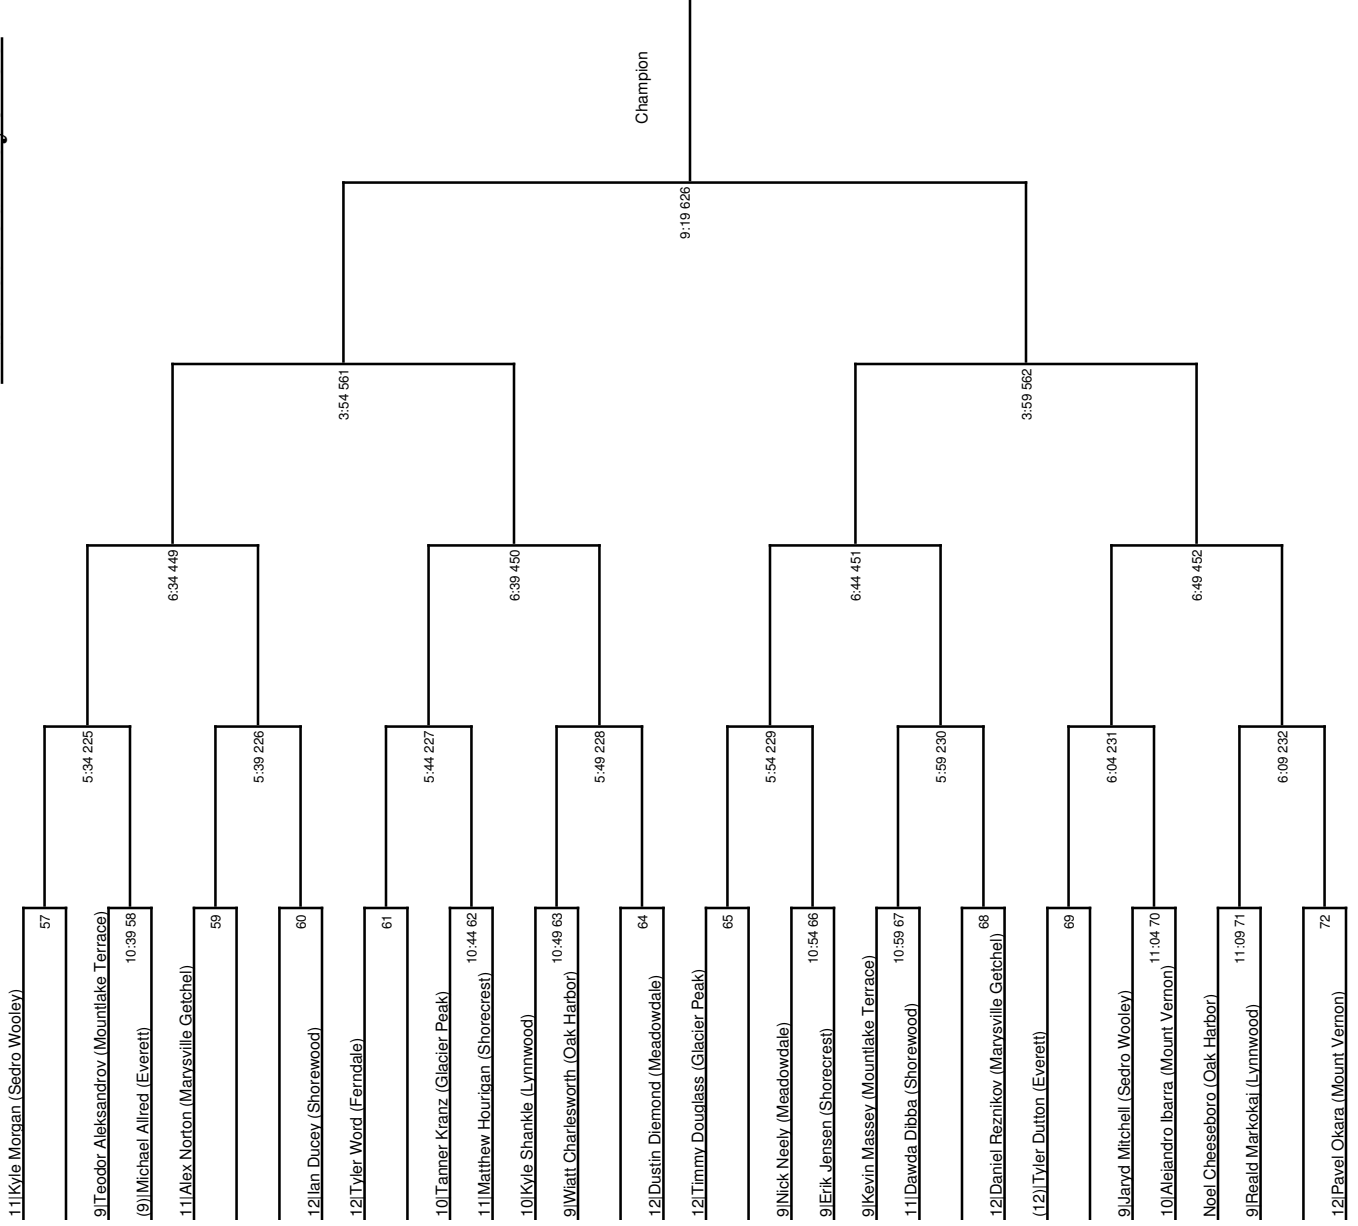 Champion
9:19 626
3:54 561
3:59 562
6:34 449
6:39 450
6:44 451
6:49 452
5:34 225
5:39 226
5:44 227
5:49 228
5:54 229
5:59 230
6:04 231
6:09 232
57
10:39 58
59
60
61
10:44 62
10:49 63
64
65
10:54 66
10:59 67
68
69
11:04 70
11:09 71
72
11|Kyle Morgan (Sedro Wooley)
9|Teodor Aleksandrov (Mountlake Terrace)
(9)|Michael Allred (Everett)
11|Alex Norton (Marysville Getchel)
12|Ian Ducey (Shorewood)
12|Tyler Word (Ferndale)
10|Tanner Kranz (Glacier Peak)
11|Matthew Hourigan (Shorecrest)
10|Kyle Shankle (Lynnwood)
9|Wiatt Charlesworth (Oak Harbor)
12|Dustin Diemond (Meadowdale)
12|Timmy Douglass (Glacier Peak)
9|Nick Neely (Meadowdale)
9|Erik Jensen (Shorecrest)
9|Kevin Massey (Mountlake Terrace)
11|Dawda Dibba (Shorewood)
12|Daniel Reznikov (Marysville Getchel)
(12)|Tyler Dutton (Everett)
9|Jaryd Mitchell (Sedro Wooley)
10|Alejandro Ibarra (Mount Vernon)
Noel Cheeseboro (Oak Harbor)
9|Reald Markokaj (Lynnwood)
12|Pavel Okara (Mount Vernon)